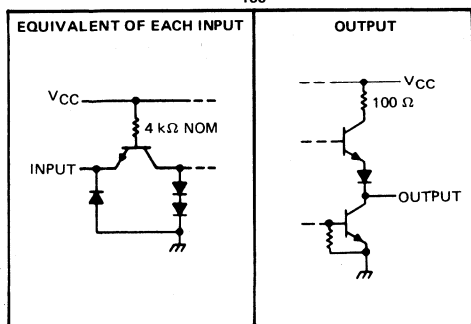 EQUIVALENT OF EACH INPUT
VCC
4 kΩ NOM
INPUT
OUTPUT
VCC
100 Ω
OUTPUT